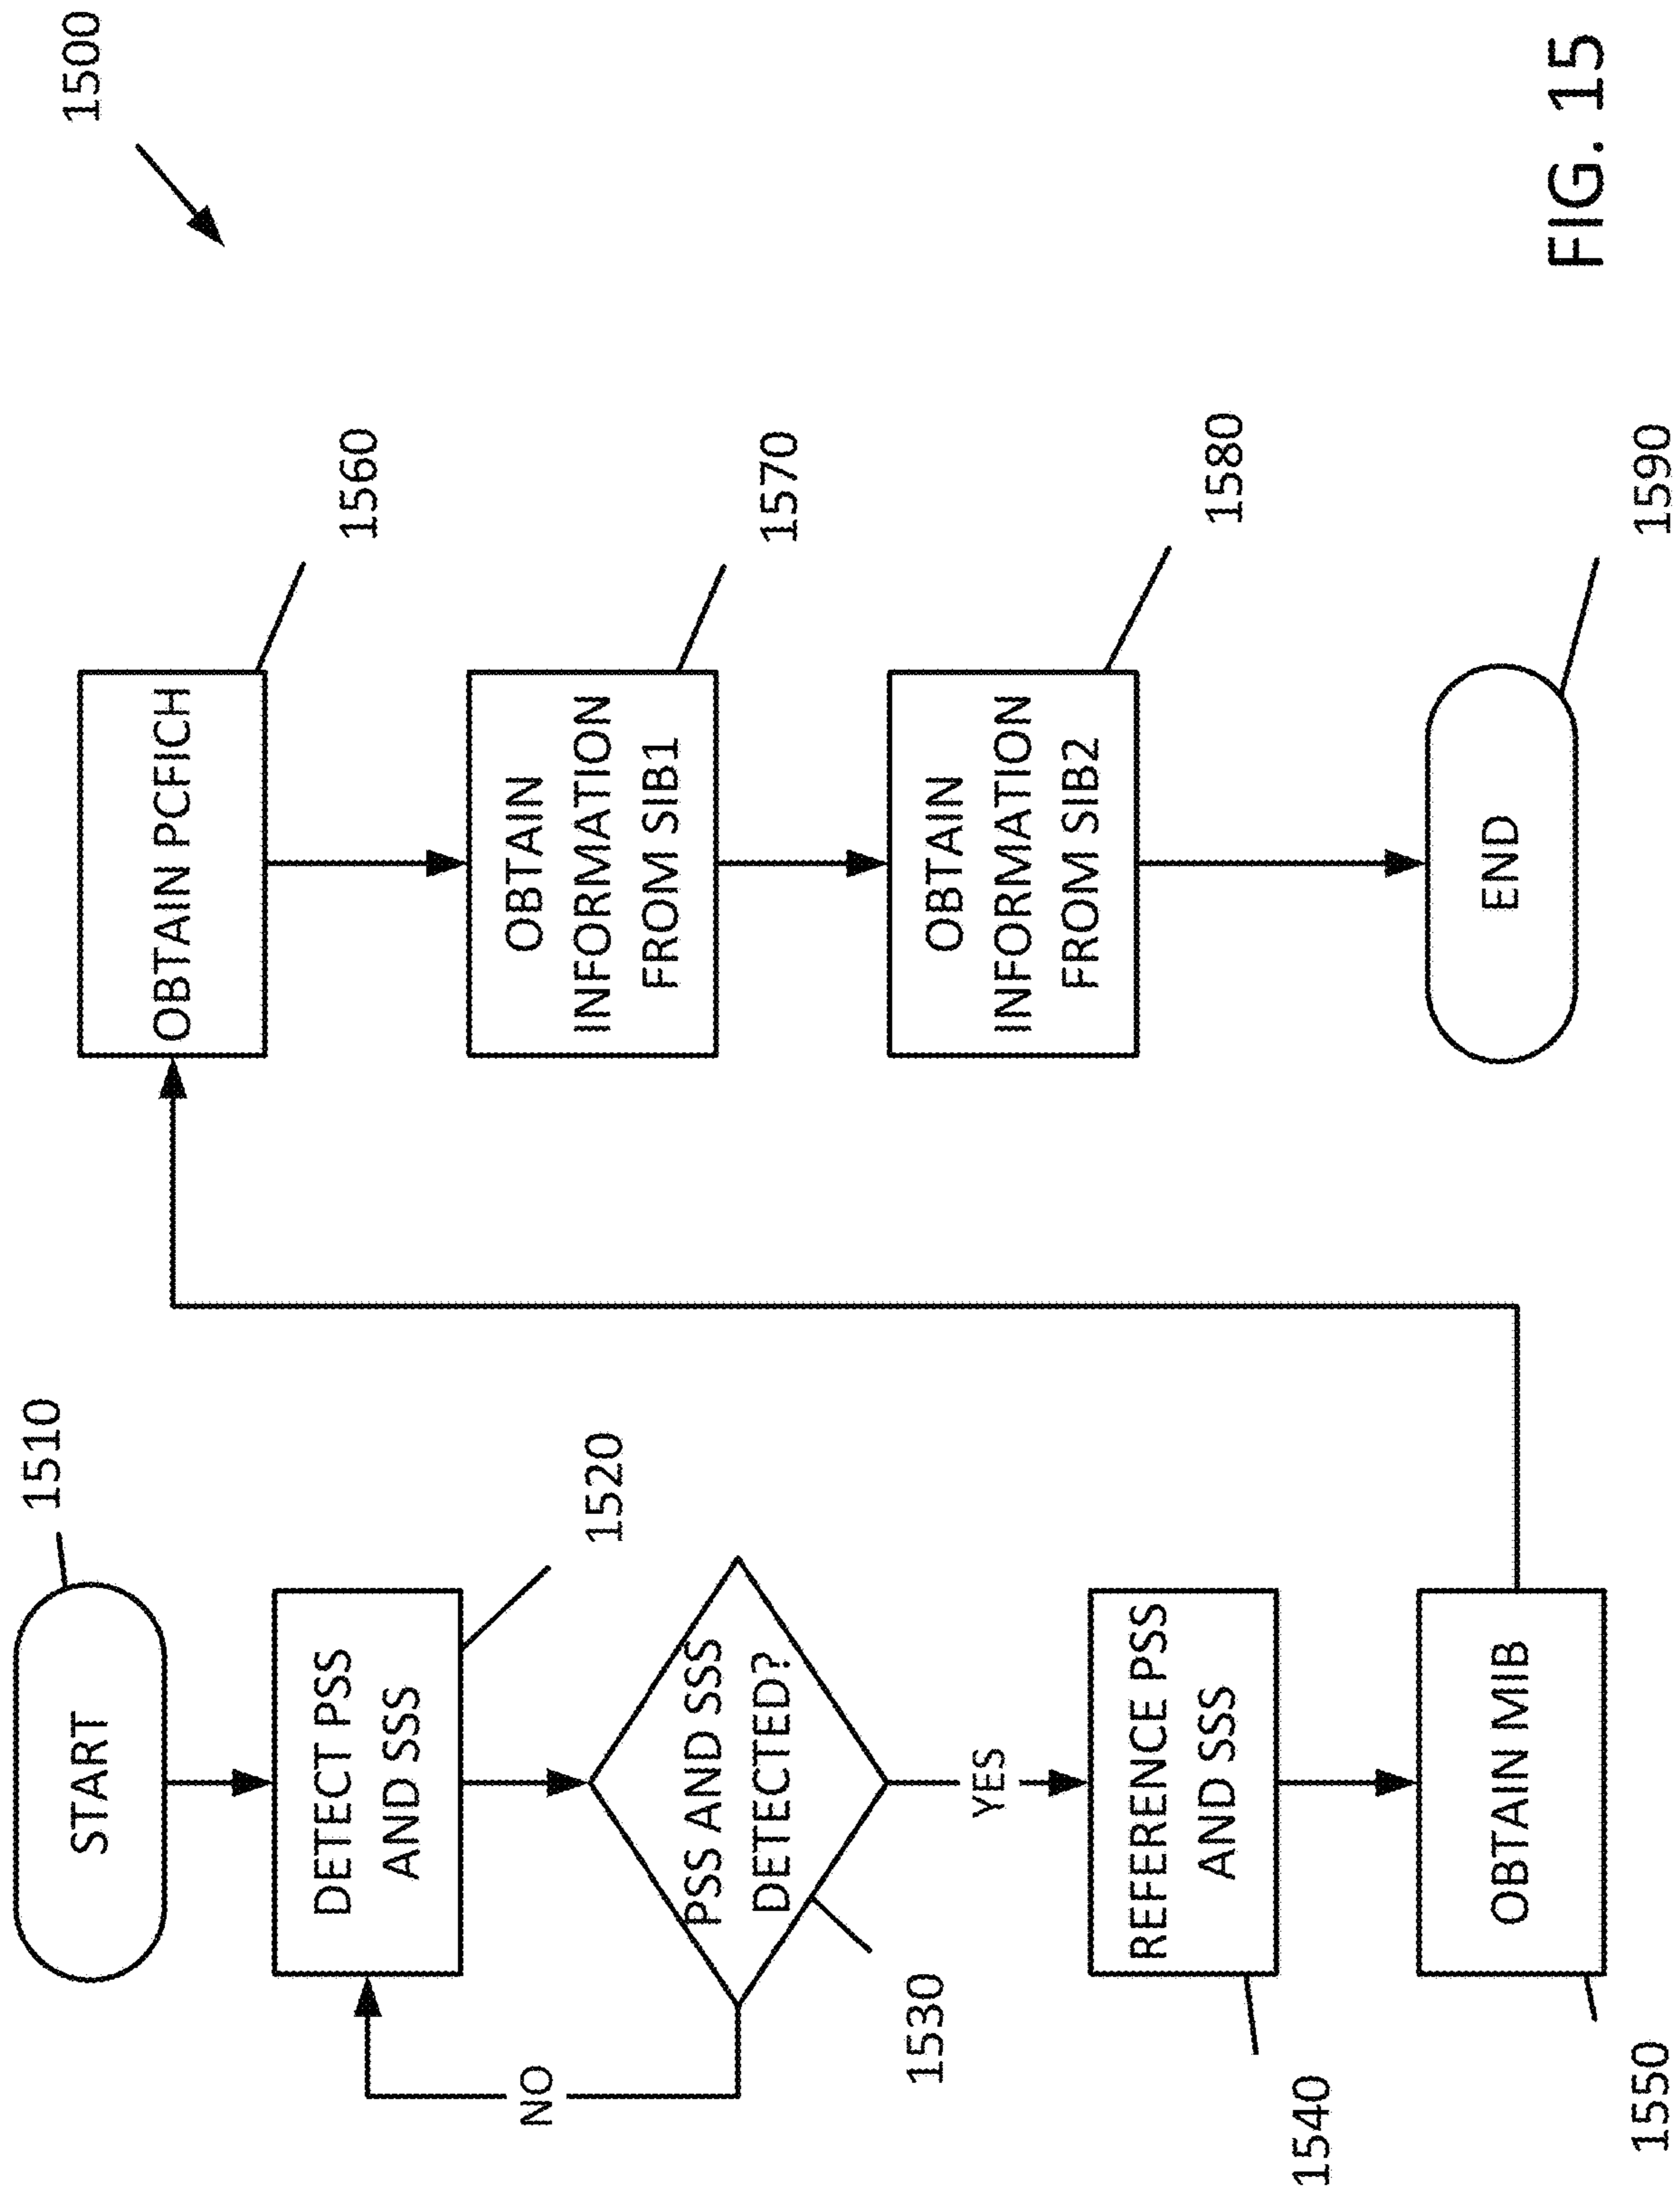 1500
START
1510
DETECT PSS
AND SSS
1520
PSS AND SSS
DETECTED?
1530
NO
YES
REFERENCE PSS
AND SSS
1540
OBTAIN MIB
1550
OBTAIN PCFICH
1560
OBTAIN
INFORMATION
FROM SIB1
1570
OBTAIN
INFORMATION
FROM SIB2
1580
END
1590
FIG. 15